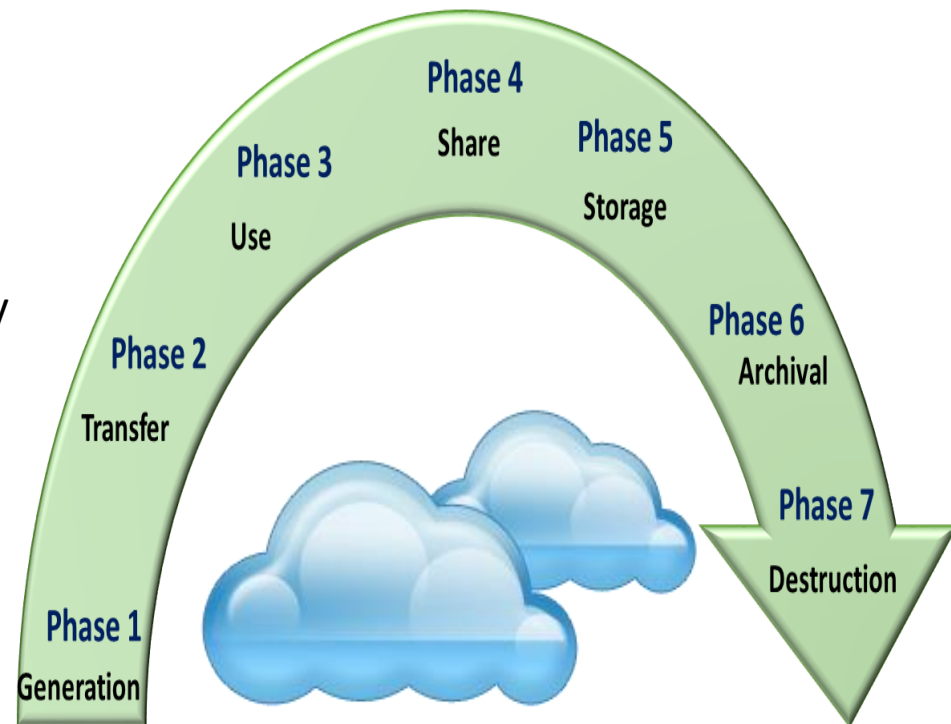 Phase 1
Generation
Phase 2
Transfer
Phase 3
Use
Phase 4
Share
Phase 5
Storage
Phase 6
Archival
Phase 7
Destruction